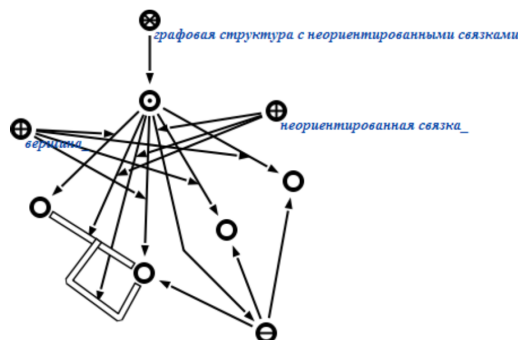 графовая структура с неориентированными связками
неориентированная связка_
вершина_